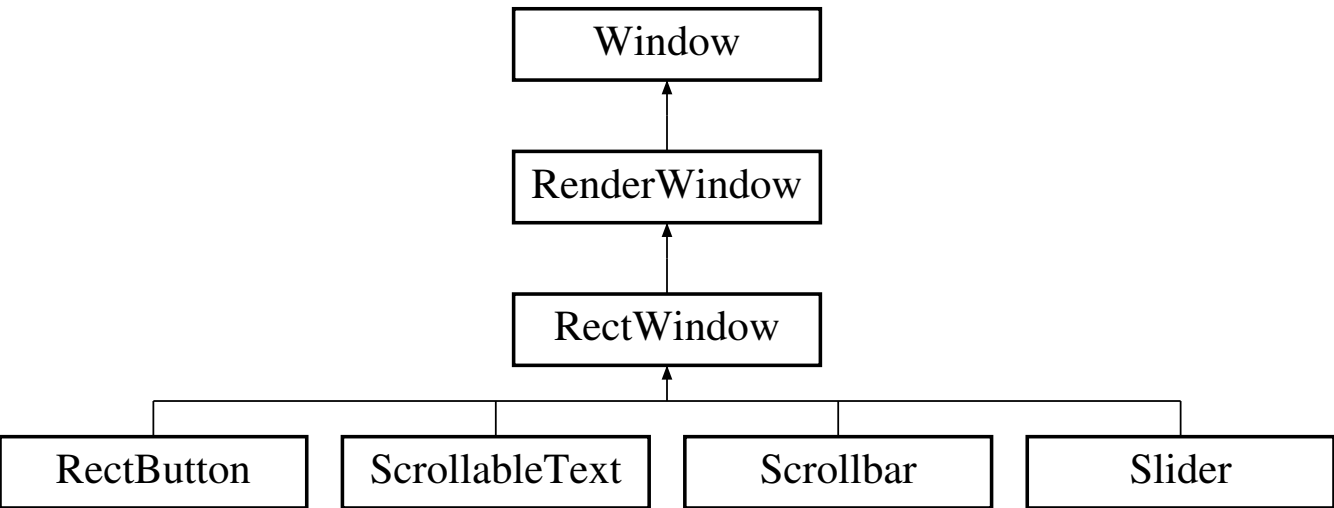 Window
RenderWindow
RectWindow
RectButton
ScrollableText
Scrollbar
Slider